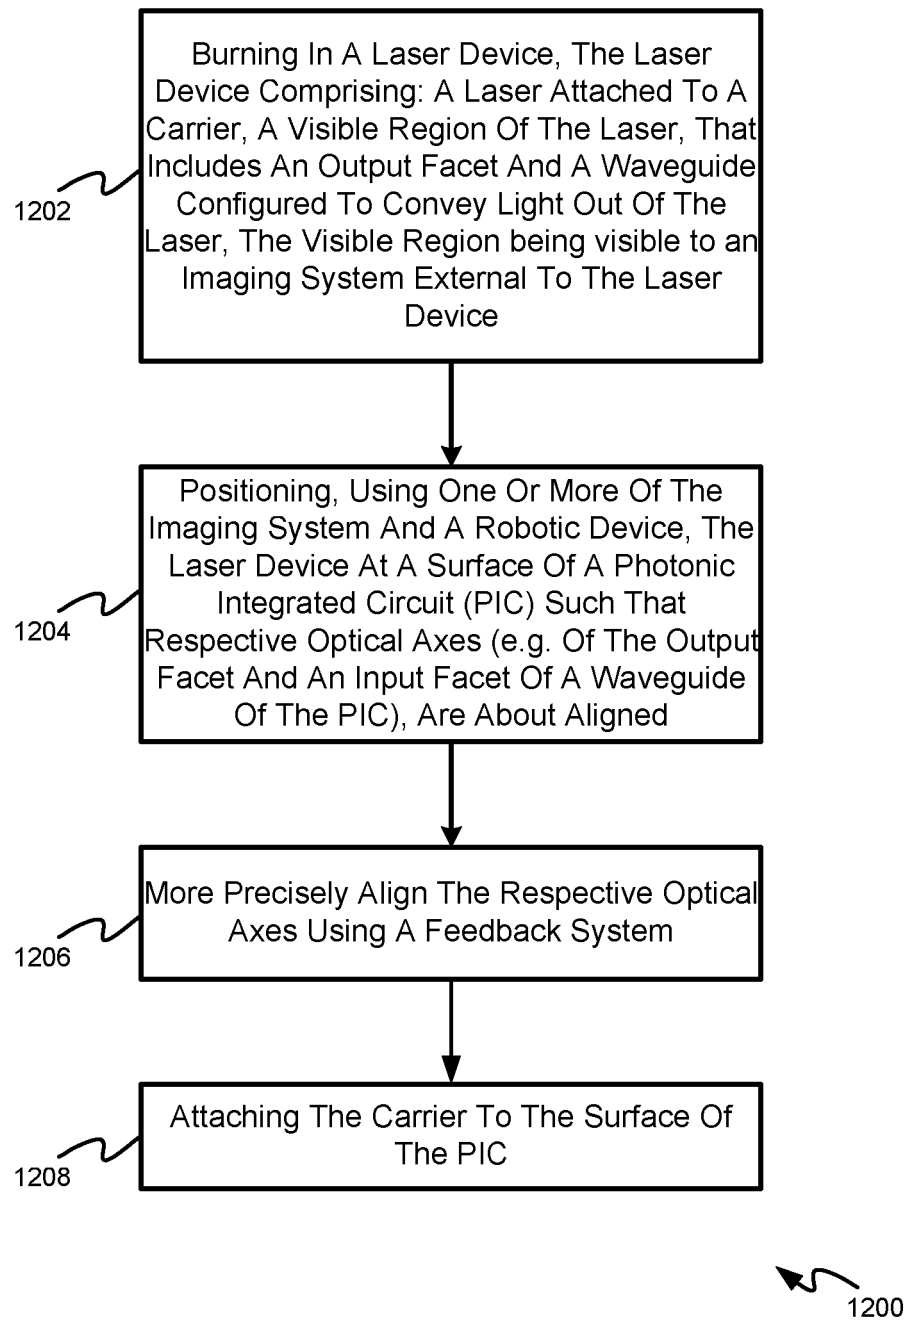 Burning In A Laser Device, The Laser
Device Comprising: A Laser Attached To A
Carrier, A Visible Region Of The Laser, That
Includes An Output Facet And A Waveguide
Configured To Convey Light Out Of The
Laser, The Visible Region being visible to an
Imaging System External To The Laser
Device
1202
Positioning, Using One Or More Of The
Imaging System And A Robotic Device, The
Laser Device At A Surface Of A Photonic
Integrated Circuit (PIC) Such That
Respective Optical Axes (e.g. Of The Output
Facet And An Input Facet Of A Waveguide
Of The PIC), Are About Aligned
1204
More Precisely Align The Respective Optical
Axes Using A Feedback System
1206
Attaching The Carrier To The Surface Of
The PIC
1208
1200